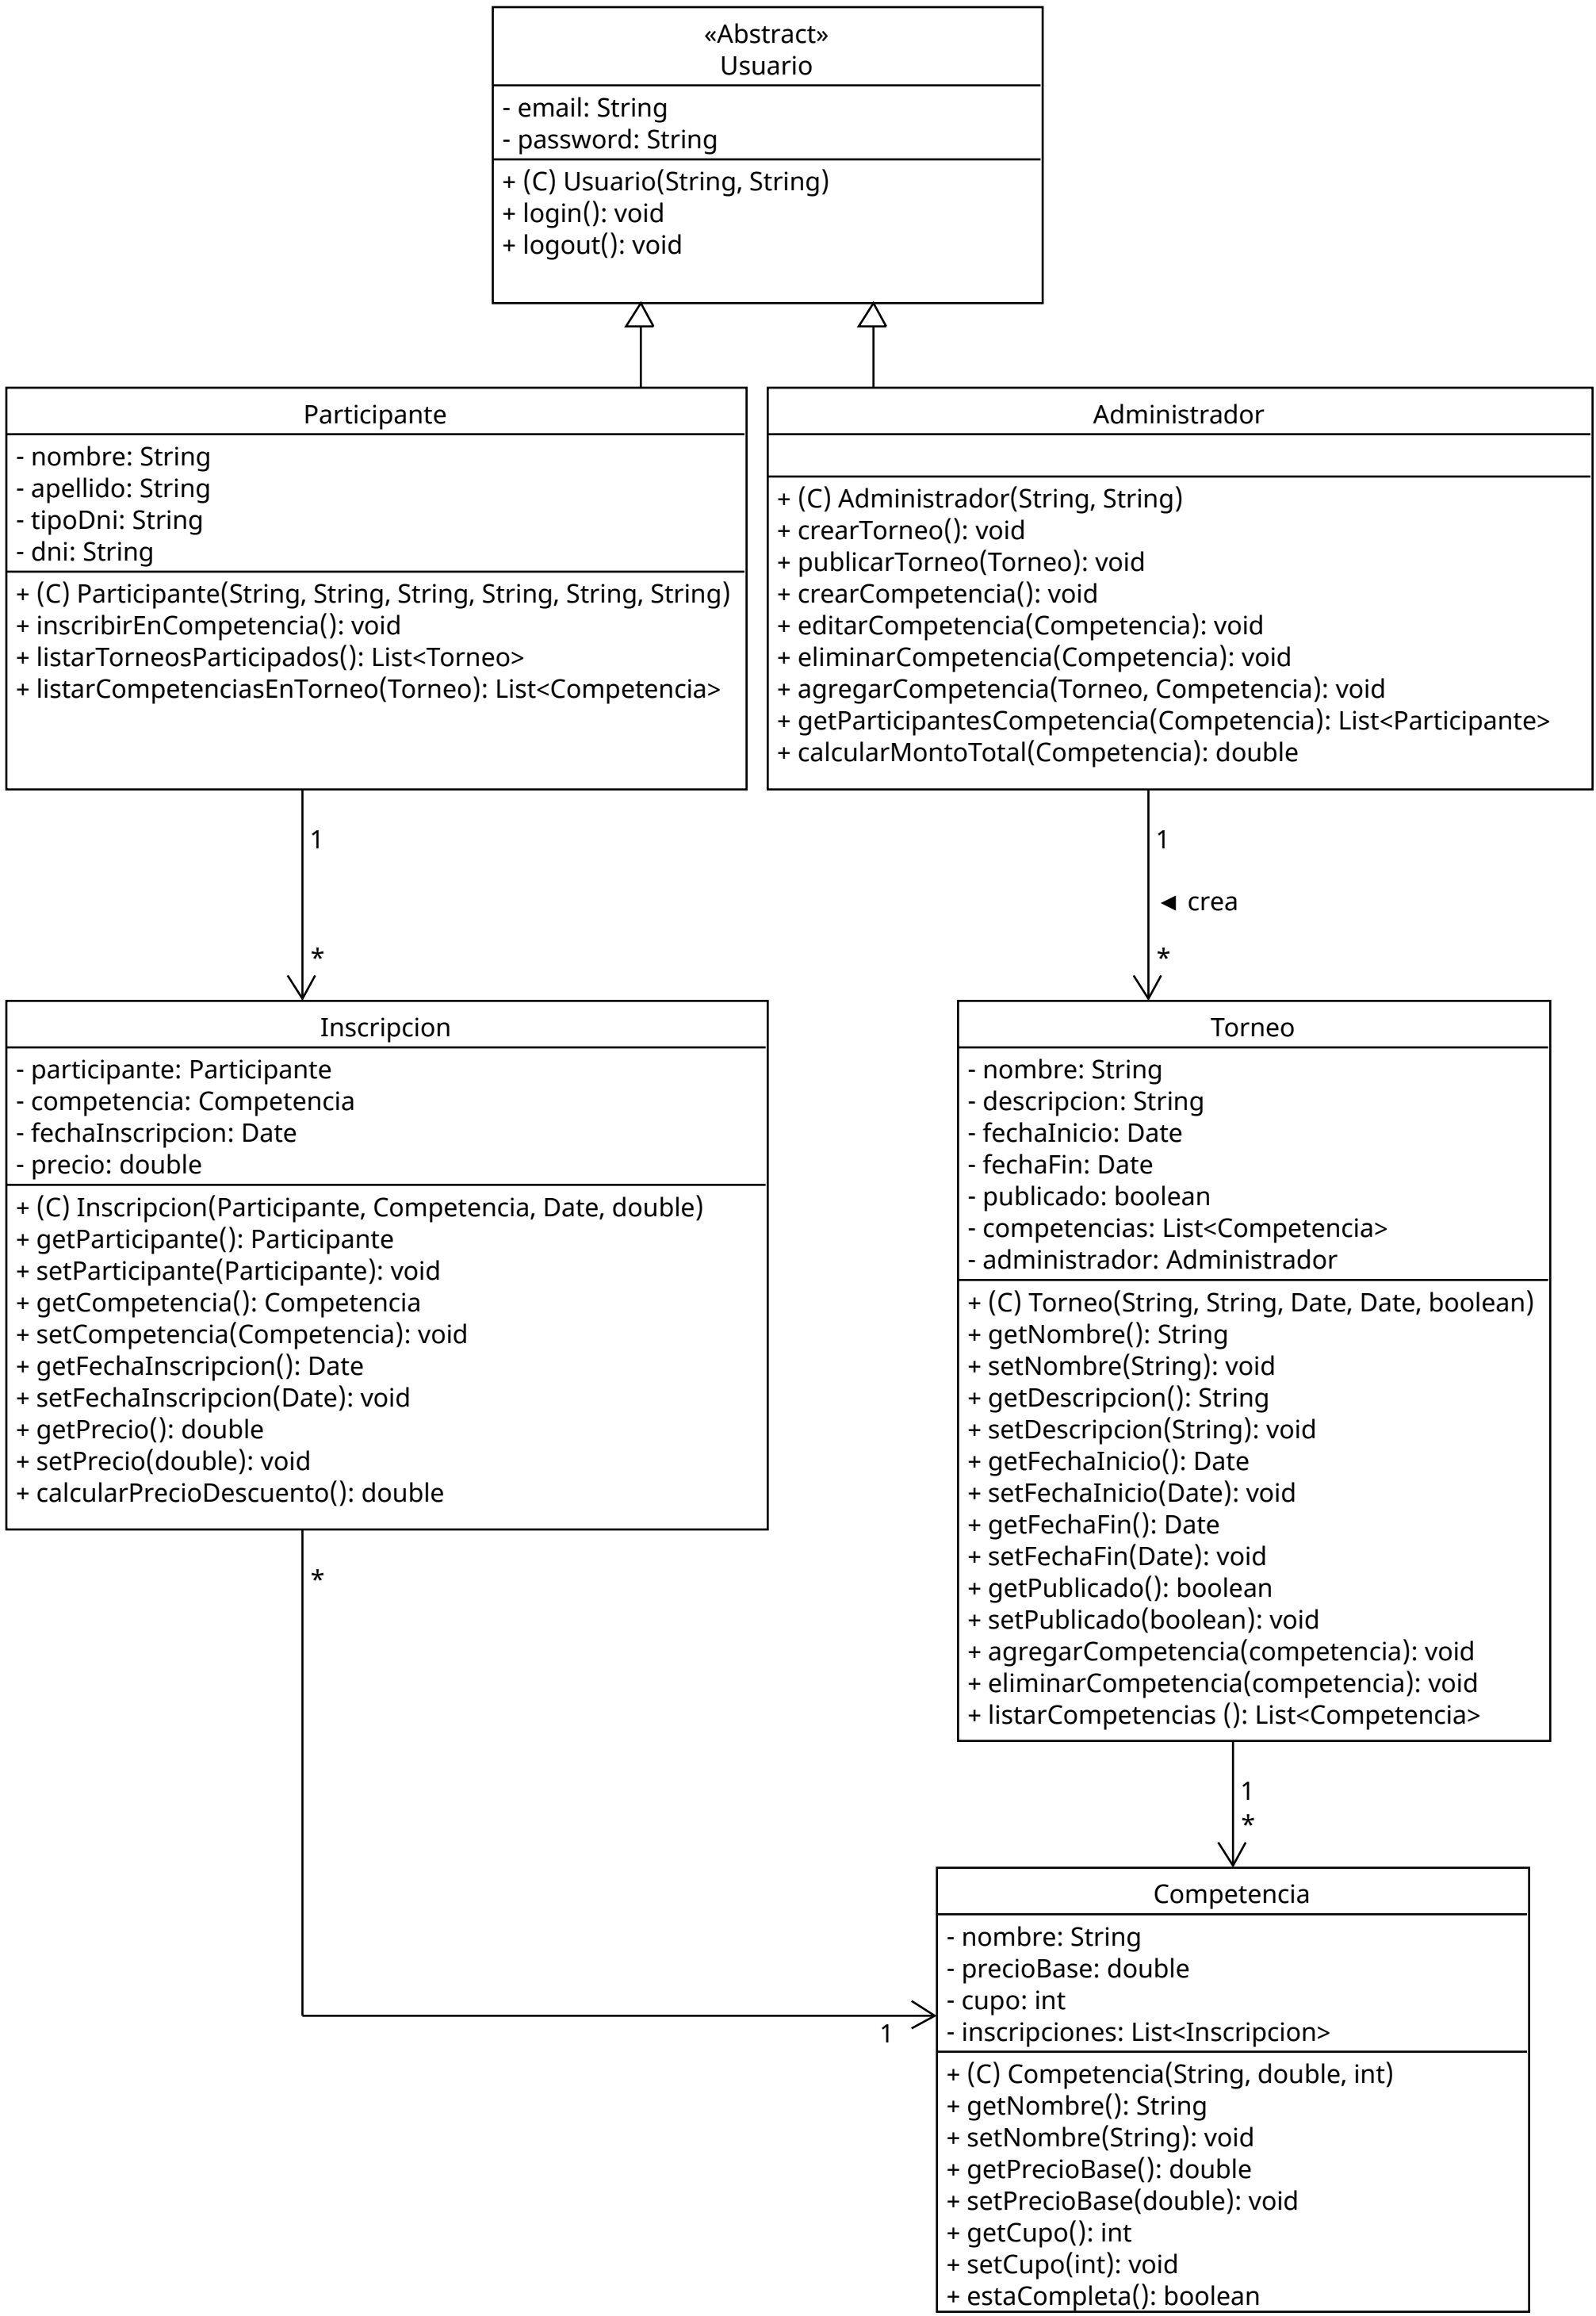 «Abstract»
Usuario
- email: String
- password: String
+ (C) Usuario(String, String)
+ login(): void
+ logout(): void
Participante
- nombre: String
- apellido: String
- tipoDni: String
- dni: String
+ (C) Participante(String, String, String, String, String, String)
+ inscribirEnCompetencia(): void
+ listarTorneosParticipados(): List<Torneo>
+ listarCompetenciasEnTorneo(Torneo): List<Competencia>
Administrador
+ (C) Administrador(String, String)
+ crearTorneo(): void
+ publicarTorneo(Torneo): void
+ crearCompetencia(): void
+ editarCompetencia(Competencia): void
+ eliminarCompetencia(Competencia): void
+ agregarCompetencia(Torneo, Competencia): void
+ getParticipantesCompetencia(Competencia): List<Participante>
+ calcularMontoTotal(Competencia): double
1
*
1
◄ crea
*
Inscripcion
- participante: Participante
- competencia: Competencia
- fechaInscripcion: Date
- precio: double
+ (C) Inscripcion(Participante, Competencia, Date, double)
+ getParticipante(): Participante
+ setParticipante(Participante): void
+ getCompetencia(): Competencia
+ setCompetencia(Competencia): void
+ getFechaInscripcion(): Date
+ setFechaInscripcion(Date): void
+ getPrecio(): double
+ setPrecio(double): void
+ calcularPrecioDescuento(): double
Torneo
- nombre: String
- descripcion: String
- fechaInicio: Date
- fechaFin: Date
- publicado: boolean
- competencias: List<Competencia>
- administrador: Administrador
+ (C) Torneo(String, String, Date, Date, boolean)
+ getNombre(): String
+ setNombre(String): void
+ getDescripcion(): String
+ setDescripcion(String): void
+ getFechaInicio(): Date
+ setFechaInicio(Date): void
+ getFechaFin(): Date
+ setFechaFin(Date): void
+ getPublicado(): boolean
+ setPublicado(boolean): void
+ agregarCompetencia(competencia): void
+ eliminarCompetencia(competencia): void
+ listarCompetencias (): List<Competencia>
*
1
1
*
Competencia
- nombre: String
- precioBase: double
- cupo: int
- inscripciones: List<Inscripcion>
+ (C) Competencia(String, double, int)
+ getNombre(): String
+ setNombre(String): void
+ getPrecioBase(): double
+ setPrecioBase(double): void
+ getCupo(): int
+ setCupo(int): void
+ estaCompleta(): boolean